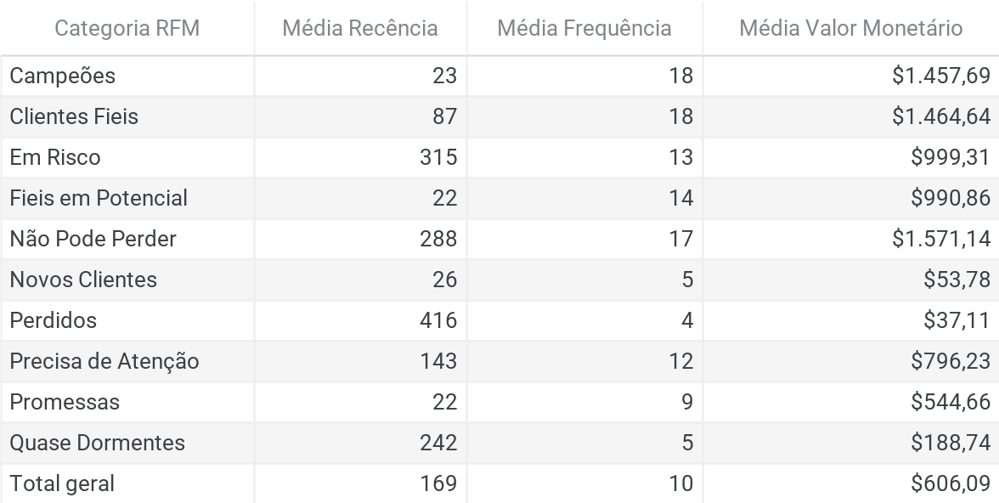 Categoria RFM Média Recência Média Frequência Média Valor Monetário
Campeões 23 18 $1.457,69
Clientes Fieis 87 18 $1.464,64
Em Risco 315 13 $999,31
Fieis em Potencial 22 14 $990,86
Não Pode Perder 288 17 $1.571,14
Novos Clientes 26 5 $53,78
Perdidos 416 4 $37,11
Precisa de Atenção 143 12 $796,23
Promessas 22 9 $544,66
Quase Dormentes 242 5 $188,74
Total geral 169 10 $606,09